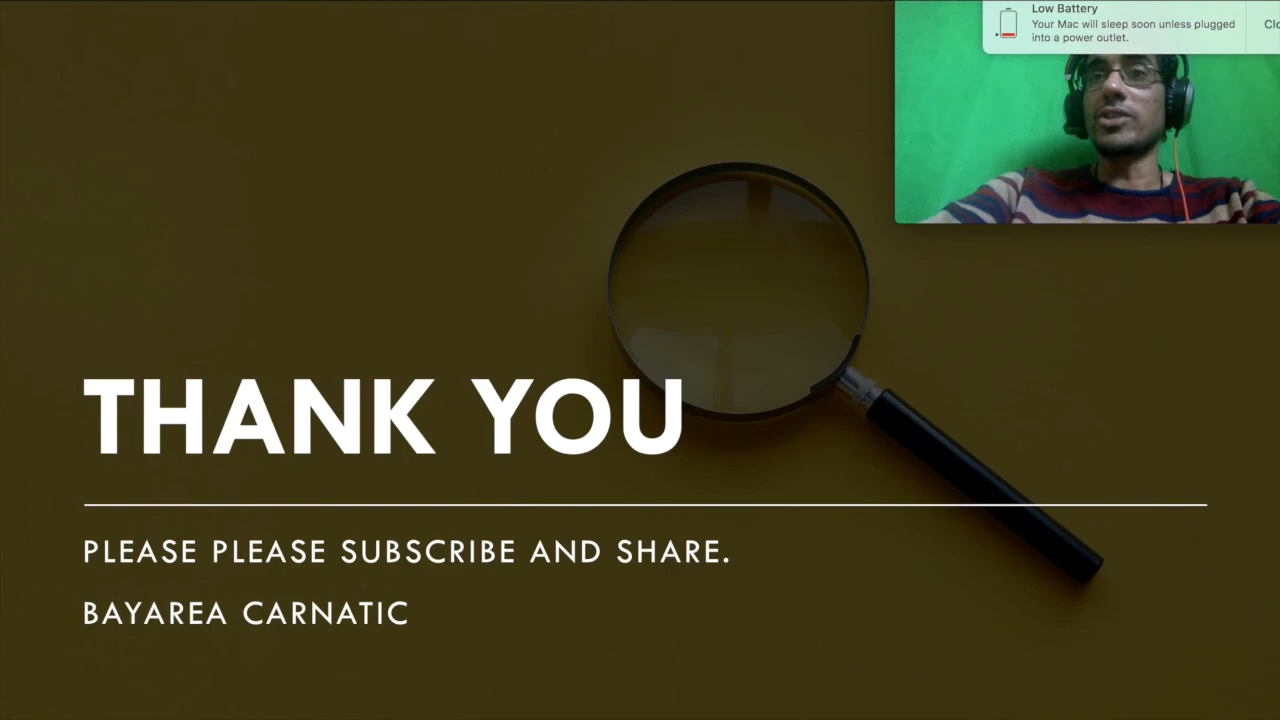 Low Battery
Your Mac will sleep soon unless plugged
into a power outlet.
THANK YOU
PLEASE PLEASE SUBSCRIBE AND SHARE.
BAYAREA CARNATIC